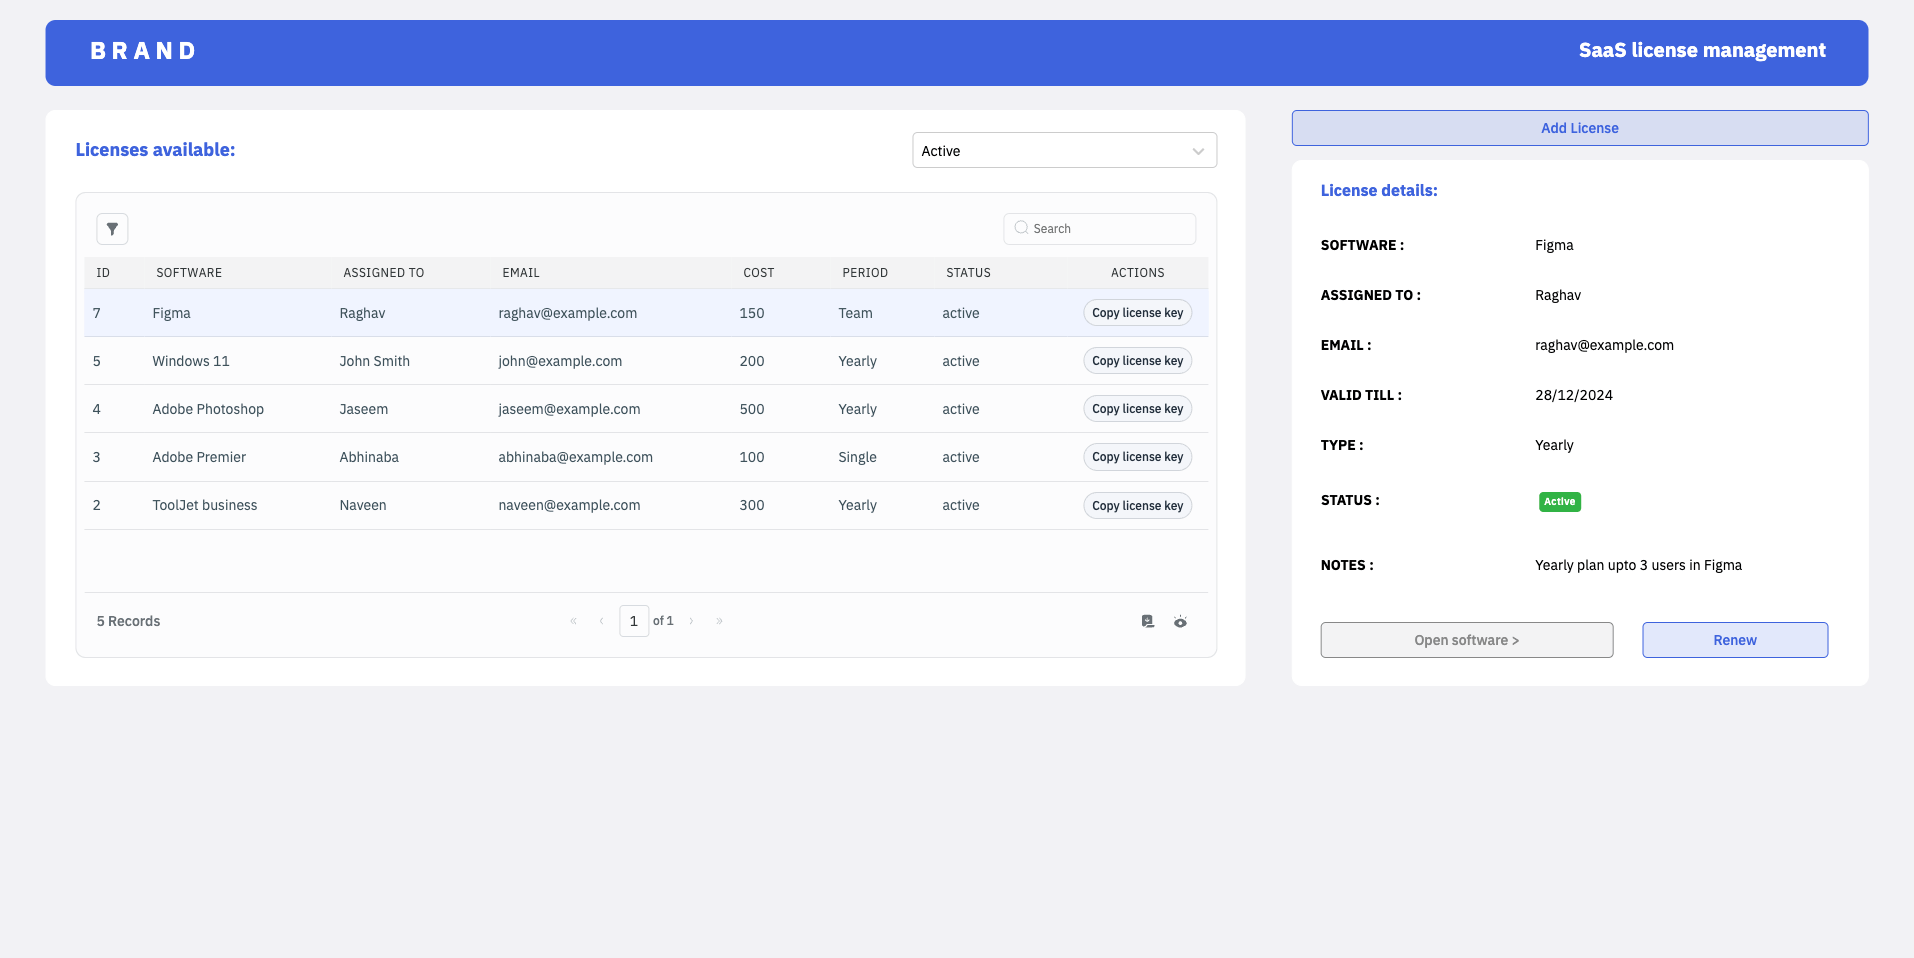 BRAND
SaaS license management
Licenses available:
Active
Search
ID SOFTWARE ASSIGNED TO EMAIL COST PERIOD STATUS ACTIONS
7 Figma Raghav raghav@example.com 150 Team active Copy license key
5 Windows 11 John Smith john@example.com 200 Yearly active Copy license key
4 Adobe Photoshop Jaseem jaseem@example.com 500 Yearly active Copy license key
3 Adobe Premier Abhinaba abhinaba@example.com 100 Single active Copy license key
2 ToolJet business Naveen naveen@example.com 300 Yearly active Copy license key
5 Records « ‹ 1 of 1 › »
Add License
License details:
SOFTWARE : Figma
ASSIGNED TO : Raghav
EMAIL : raghav@example.com
VALID TILL : 28/12/2024
TYPE : Yearly
STATUS : Active
NOTES : Yearly plan upto 3 users in Figma
Open software > Renew